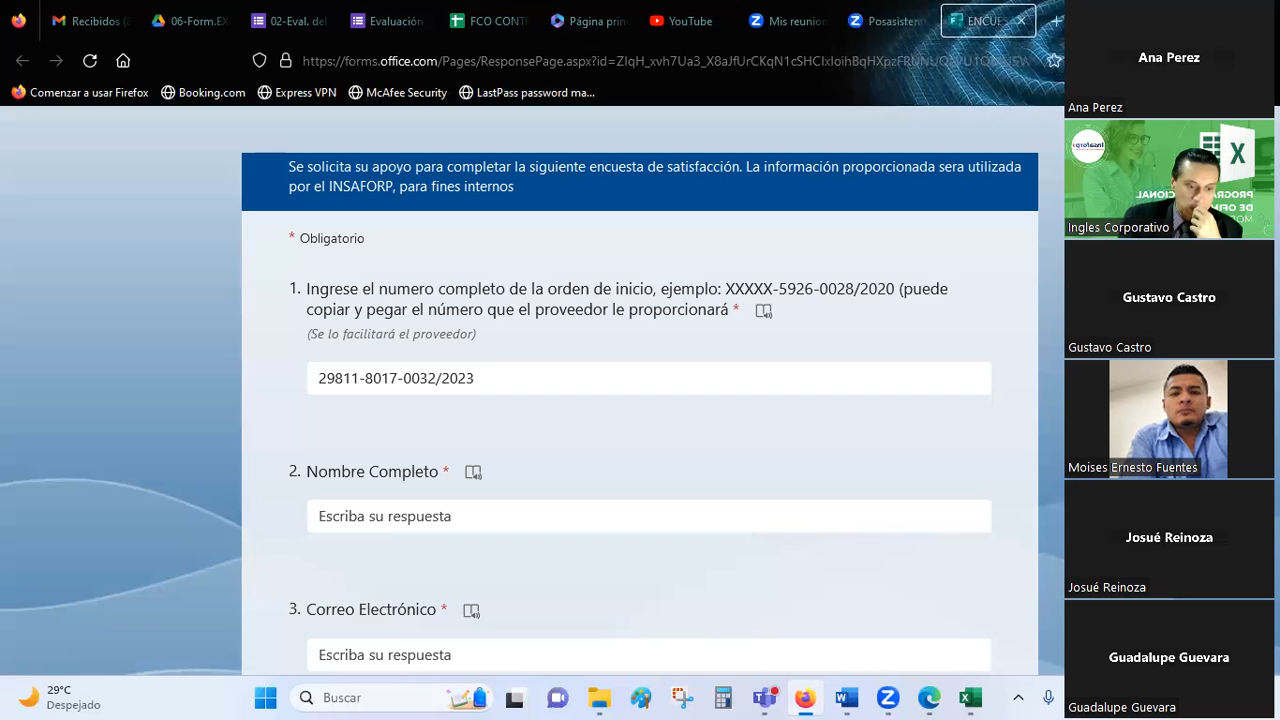 Recibidos (
06-Form.EX
02-Eval. del
Evaluación
FCO CONT
Página prin
YouTube
Mis reunion
Posasistent
ENCUES
https://forms.office.com/Pages/ResponsePage.aspx?id=
Comenzar a usar Firefox
Booking.com
Express VPN
McAfee Security
LastPass password ma...
Se solicita su apoyo para completar la siguiente encuesta de satisfacción. La información proporcionada sera utilizada
por el INSAFORP, para fines internos
* Obligatorio
1. Ingrese el numero completo de la orden de inicio, ejemplo: XXXXX-5926-0028/2020 (puede
copiar y pegar el número que el proveedor le proporcionará *
(Se lo facilitará el proveedor)
29811-8017-0032/2023
2. Nombre Completo *
Escriba su respuesta
3. Correo Electrónico *
Escriba su respuesta
Ana Perez
Ana Perez
Insaforp
X
PROGRAMA
DE OFI
Ingles Corporativo
Gustavo Castro
Gustavo Castro
Moises Ernesto Fuentes
Josué Reinoza
Josué Reinoza
Guadalupe Guevara
Guadalupe Guevara
29°C
Despejado
Buscar